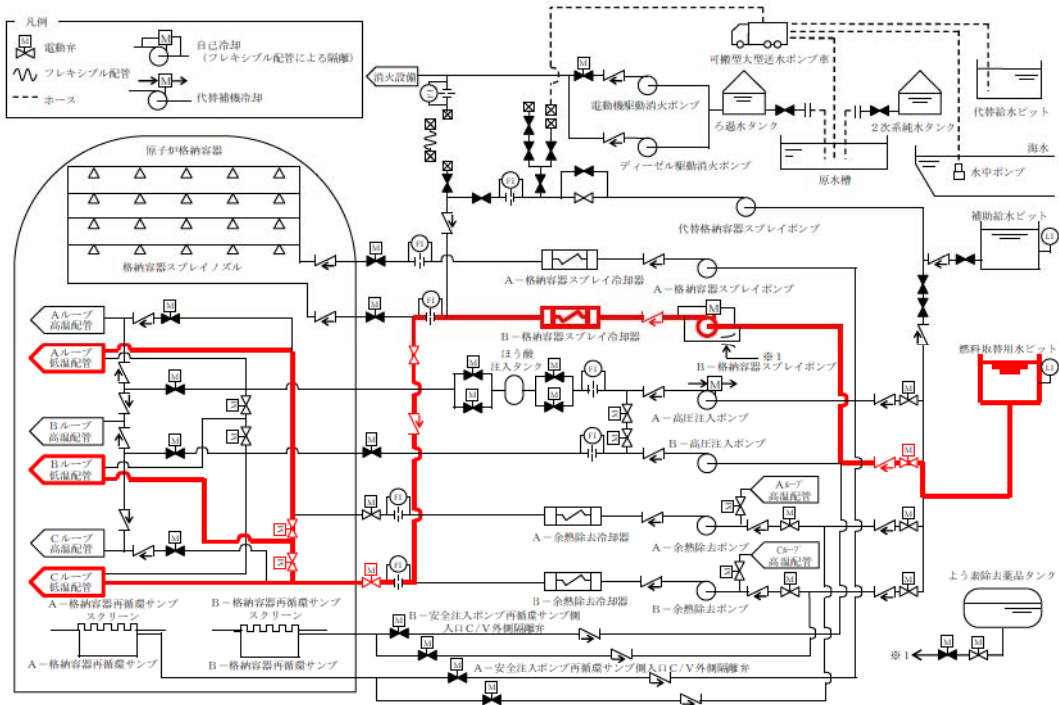 凡例
M
電動弁
フレキシブル配管
ホース
M
自己冷却
(フレキシブル配管による隔離)
M
代替補機冷却
消火設備
FI
M
電動機駆動消火ポンプ
ディーゼル駆動消火ポンプ
可搬型大型送水ポンプ車
ろ過水タンク
2次系純水タンク
原水槽
代替給水ピット
海水
水中ポンプ
原子炉格納容器
格納容器スプレイノズル
FI
代替格納容器スプレイポンプ
補助給水ピット
LI
M
FI
A-格納容器スプレイ冷却器
A-格納容器スプレイポンプ
M
FI
B-格納容器スプレイ冷却器
M
B-格納容器スプレイポンプ
※1
燃料取替用水ピット
LI
Aループ
高温配管
M
Aループ
低温配管
ほう酸
注入タンク
M
M
M
M
M
FI
M
A-高圧注入ポンプ
M
Bループ
高温配管
M
M
M
M
M
FI
B-高圧注入ポンプ
Bループ
低温配管
M
Aループ
高温配管
M
M
FI
A-余熱除去冷却器
A-余熱除去ポンプ
M
M
M
Cループ
高温配管
M
M
Cループ
高温配管
M
Cループ
低温配管
M
FI
B-余熱除去冷却器
B-余熱除去ポンプ
M
M
よう素除去薬品タンク
A-格納容器再循環サンプ
スクリーン
B-格納容器再循環サンプ
スクリーン
B-安全注入ポンプ再循環サンプ側
入口C/V外側隔離弁
M
M
A-格納容器再循環サンプ
B-格納容器再循環サンプ
A-安全注入ポンプ再循環サンプ側入口C/V外側隔離弁
M
M
※1
M
M